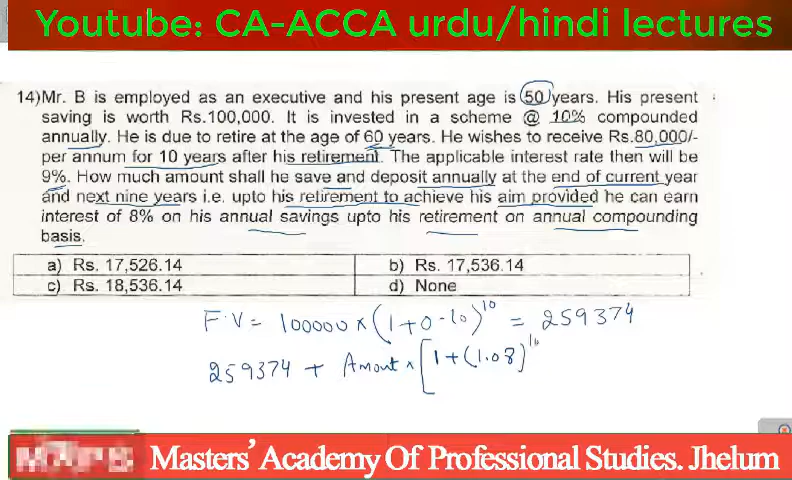 Youtube: CA-ACCA urdu/hindi lectures
14)Mr. B is employed as an executive and his present age is 50 years. His present
saving is worth Rs.100,000. It is invested in a scheme @ 10% compounded
annually. He is due to retire at the age of 60 years. He wishes to receive Rs.80,000/-
per annum for 10 years after his retirement. The applicable interest rate then will be
9%. How much amount shall he save and deposit annually at the end of current year
and next nine years i.e. upto his retirement to achieve his aim provided he can earn
interest of 8% on his annual savings upto his retirement on annual compounding
basis.
a) Rs. 17,526.14 b) Rs. 17,536.14
c) Rs. 18,536.14 d) None
F.V = 100000 × (1+0.10)^10 = 259374
259374 + Amout × [1+(1.08)^10
Masters' Academy Of Professional Studies. Jhelum